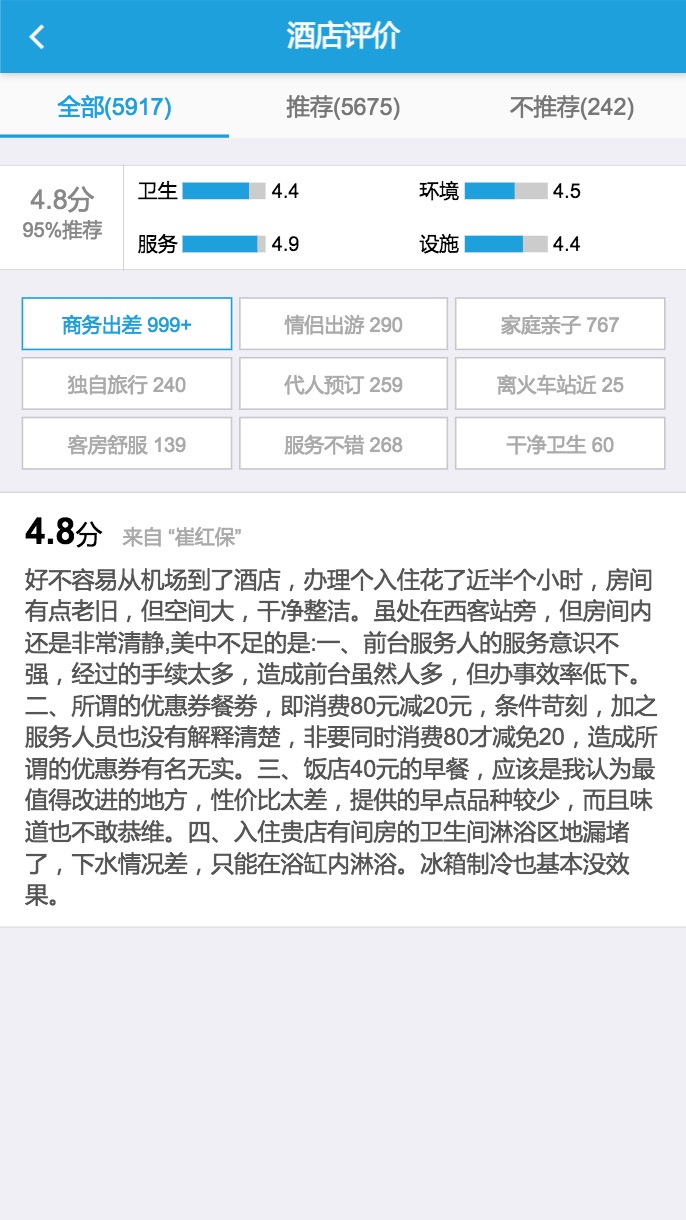 酒店评价
全部(5917)
推荐(5675)
不推荐(242)
4.8分
95%推荐
卫生 4.4
环境 4.5
服务 4.9
设施 4.4
商务出差 999+
情侣出游 290
家庭亲子 767
独自旅行 240
代人预订 259
离火车站近 25
客房舒服 139
服务不错 268
干净卫生 60
4.8分 来自 “崔红保”
好不容易从机场到了酒店，办理个入住花了近半个小时，房间
有点老旧，但空间大，干净整洁。虽处在西客站旁，但房间内
还是非常清静,美中不足的是:一、前台服务人的服务意识不
强，经过的手续太多，造成前台虽然人多，但办事效率低下。
二、所谓的优惠券餐券，即消费80元减20元，条件苛刻，加之
服务人员也没有解释清楚，非要同时消费80才减免20，造成所
谓的优惠券有名无实。三、饭店40元的早餐，应该是我认为最
值得改进的地方，性价比太差，提供的早点品种较少，而且味
道也不敢恭维。四、入住贵店有间房的卫生间淋浴区地漏堵
了，下水情况差，只能在浴缸内淋浴。冰箱制冷也基本没效
果。